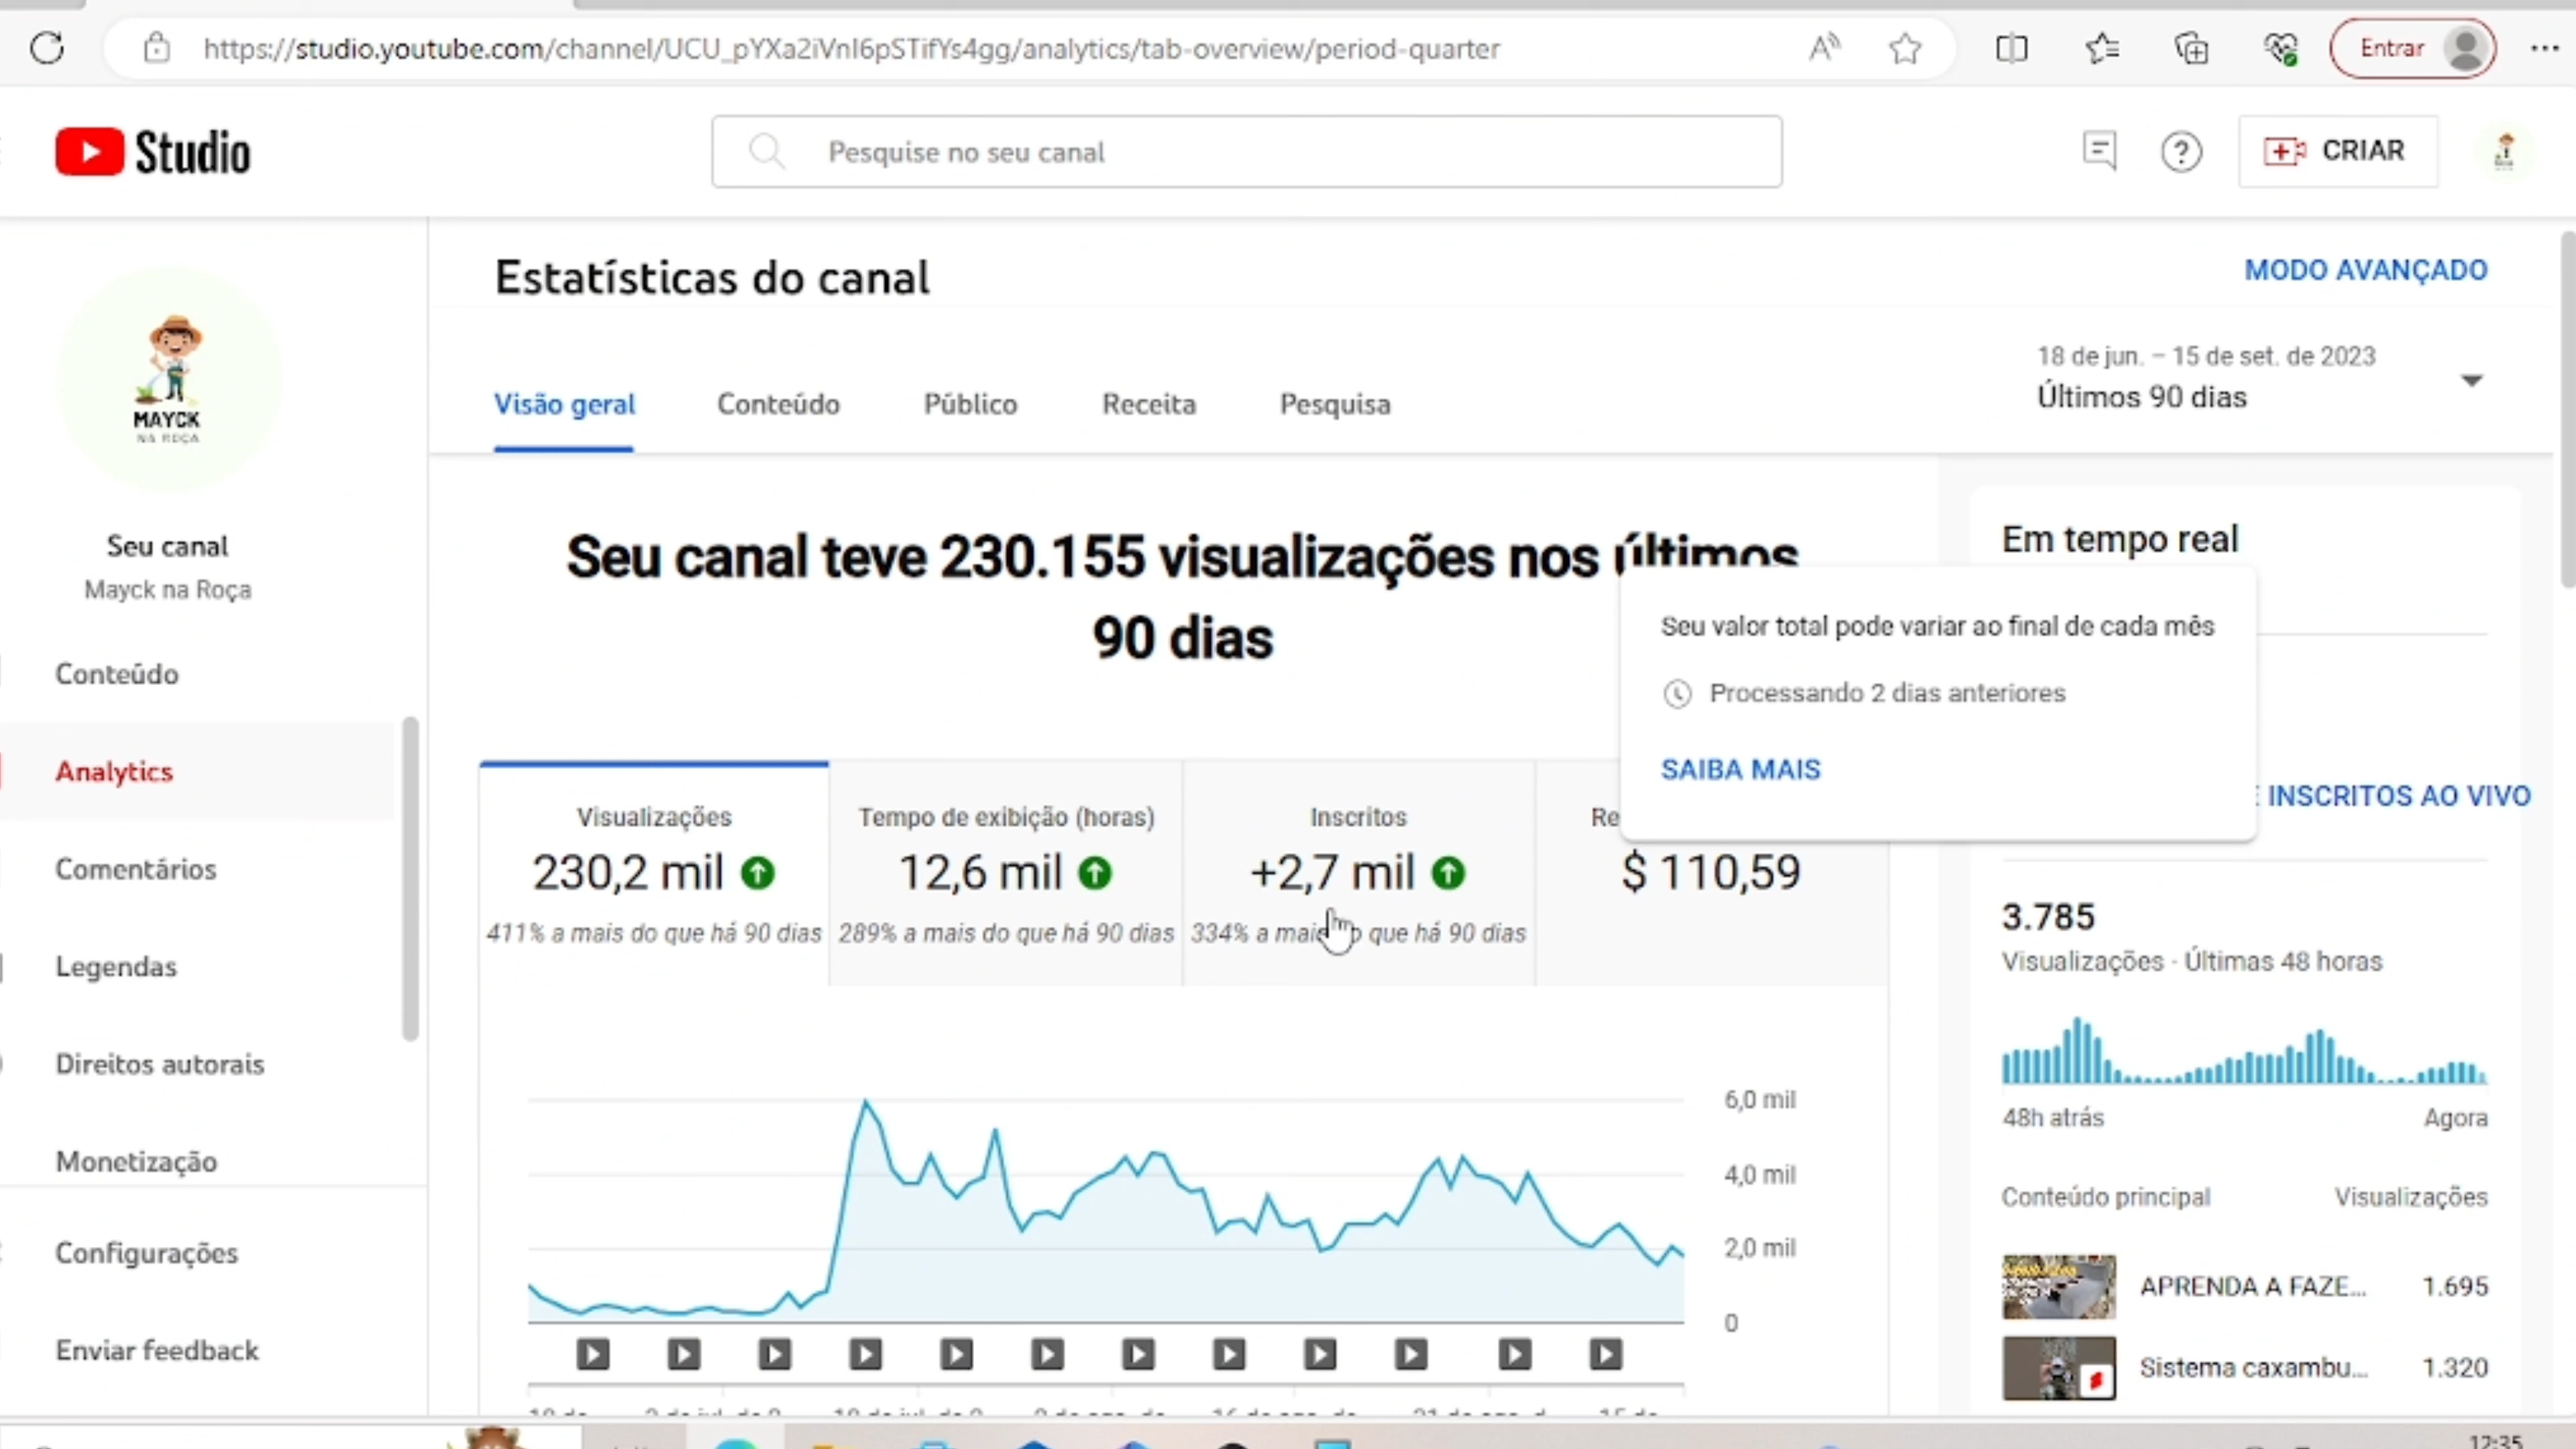 https://studio.youtube.com/channel/UCU_pYXa2iVnI6pSTifYs4gg/analytics/tab-overview/period-quarter
Entrar
Studio
Pesquise no seu canal
CRIAR
MAYCK
NA ROÇA
Seu canal
Mayck na Roça
Conteúdo
Analytics
Comentários
Legendas
Direitos autorais
Monetização
Configurações
Enviar feedback
Estatísticas do canal
MODO AVANÇADO
Visão geral
Conteúdo
Público
Receita
Pesquisa
18 de jun. – 15 de set. de 2023
Últimos 90 dias
Seu canal teve 230.155 visualizações nos últimos
90 dias
Seu valor total pode variar ao final de cada mês
Processando 2 dias anteriores
SAIBA MAIS
Visualizações
230,2 mil
411% a mais do que há 90 dias
Tempo de exibição (horas)
12,6 mil
289% a mais do que há 90 dias
Inscritos
+2,7 mil
334% a mais do que há 90 dias
Re
$ 110,59
6,0 mil
4,0 mil
2,0 mil
0
Em tempo real
INSCRITOS AO VIVO
3.785
Visualizações · Últimas 48 horas
48h atrás
Agora
Conteúdo principal
Visualizações
APRENDA A FAZE...
1.695
Sistema caxambu...
1.320
12:35